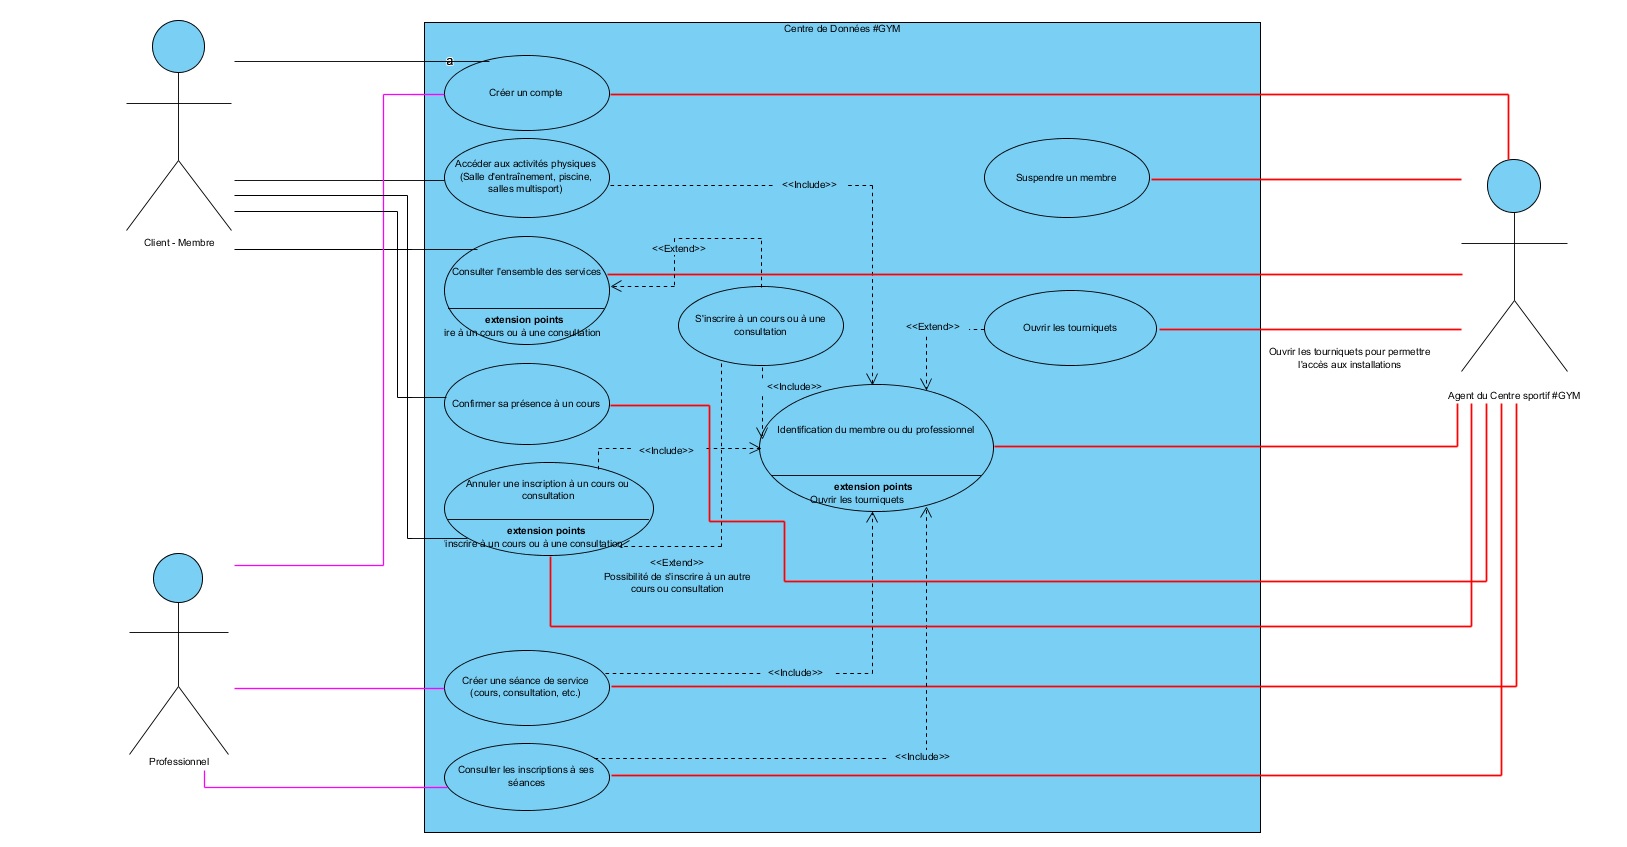 Centre de Données #GYM
a
Créer un compte
Accéder aux activités physiques
(Salle d'entraînement, piscine,
salles multisport)
<<Include>>
Suspendre un membre
Client - Membre
<<Extend>>
Consulter l'ensemble des services
extension points
ire à un cours ou à une consultation
S'inscrire à un cours ou à une
consultation
<<Extend>>
Ouvrir les tourniquets
Ouvrir les tourniquets pour permettre
l'accès aux installations
Agent du Centre sportif #GYM
<<Include>>
Confirmer sa présence à un cours
Identification du membre ou du professionnel
extension points
Ouvrir les tourniquets
<<Include>>
Annuler une inscription à un cours ou
consultation
extension points
inscrire à un cours ou à une consultation
<<Extend>>
Possibilité de s'inscrire à un autre
cours ou consultation
Créer une séance de service
(cours, consultation, etc.)
<<Include>>
Professionnel
Consulter les inscriptions à ses
séances
<<Include>>